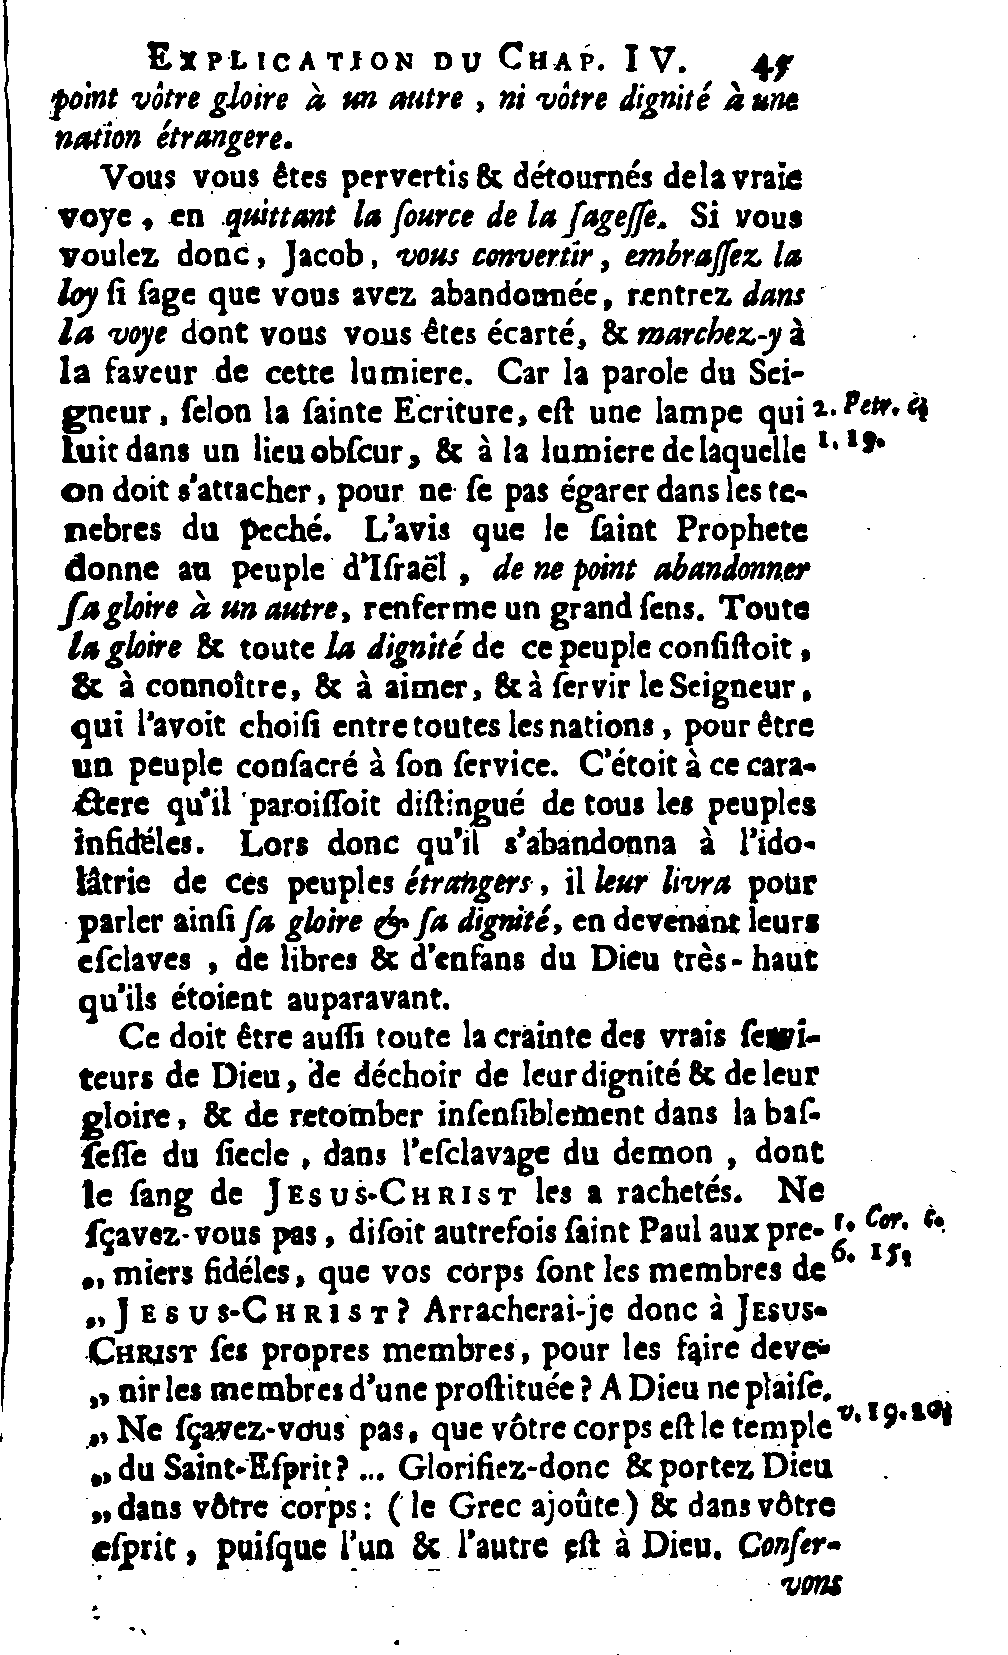 EXPLICATION DU CHAP. IV. 45
point vôtre gloire à un autre, ni vôtre dignité à une
nation étrangere.
Vous vous êtes pervertis & détournés de la vraie
voye, en quittant la ſource de la ſageſſe. Si vous
voulez donc, Jacob, vous convertir, embraſſez la
loy ſi ſage que vous avez abandonnée, rentrez dans
la voye dont vous vous êtes écarté, & marchez-y à
la faveur de cette lumiere. Car la parole du Sei-
gneur, ſelon la ſainte Ecriture, eſt une lampe qui 2. Petr. c.
luit dans un lieu obſcur, & à la lumiere de laquelle 1. 19.
on doit s'attacher, pour ne ſe pas égarer dans les te-
nebres du peché. L'avis que le ſaint Prophete
donne au peuple d'Iſraël, de ne point abandonner
ſa gloire à un autre, renferme un grand ſens. Toute
la gloire & toute la dignité de ce peuple conſiſtoit,
& à connoître, & à aimer, & à ſervir le Seigneur,
qui l'avoit choiſi entre toutes les nations, pour être
un peuple conſacré à ſon ſervice. C'étoit à ce cara-
ctere qu'il paroiſſoit diſtingué de tous les peuples
infidéles. Lors donc qu'il s'abandonna à l'ido-
lâtrie de ces peuples étrangers, il leur livra pour
parler ainſi ſa gloire & ſa dignité, en devenant leurs
eſclaves, de libres & d'enfans du Dieu très-haut
qu'ils étoient auparavant.
Ce doit être auſſi toute la crainte des vrais ſervi-
teurs de Dieu, de déchoir de leur dignité & de leur
gloire, & de retomber inſenſiblement dans la baſ-
ſeſſe du ſiecle, dans l'eſclavage du demon, dont
le ſang de JESUS-CHRIST les a rachetés. Ne
ſçavez-vous pas, diſoit autrefois ſaint Paul aux pre- 1. Cor. c.
„ miers fidéles, que vos corps ſont les membres de 6. 15.
„ JESUS-CHRIST? Arracherai-je donc à JESUS-
CHRIST ſes propres membres, pour les faire deve-
„ nir les membres d'une proſtituée? A Dieu ne plaiſe.
„ Ne ſçavez-vous pas, que vôtre corps eſt le temple v. 19. 20.
„ du Saint-Eſprit? ... Glorifiez-donc & portez Dieu
„ dans vôtre corps: (le Grec ajoûte) & dans vôtre
eſprit, puiſque l'un & l'autre eſt à Dieu. Conſer-
vons